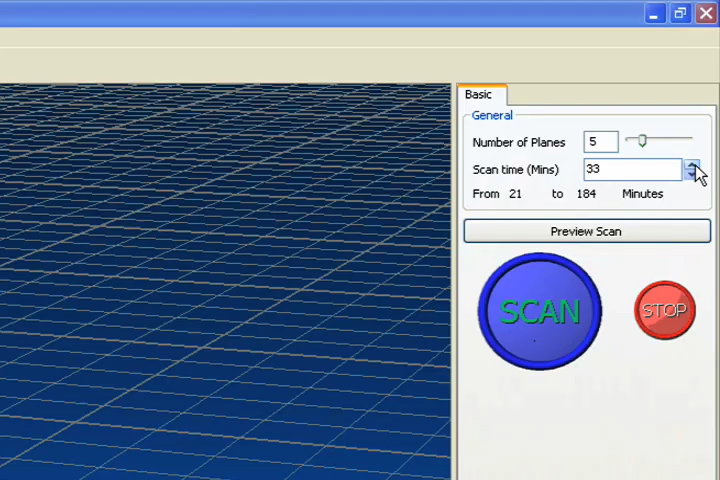 Basic
General
Number of Planes 5
Scan time (Mins) 33
From 21 to 184 Minutes
Preview Scan
SCAN STOP